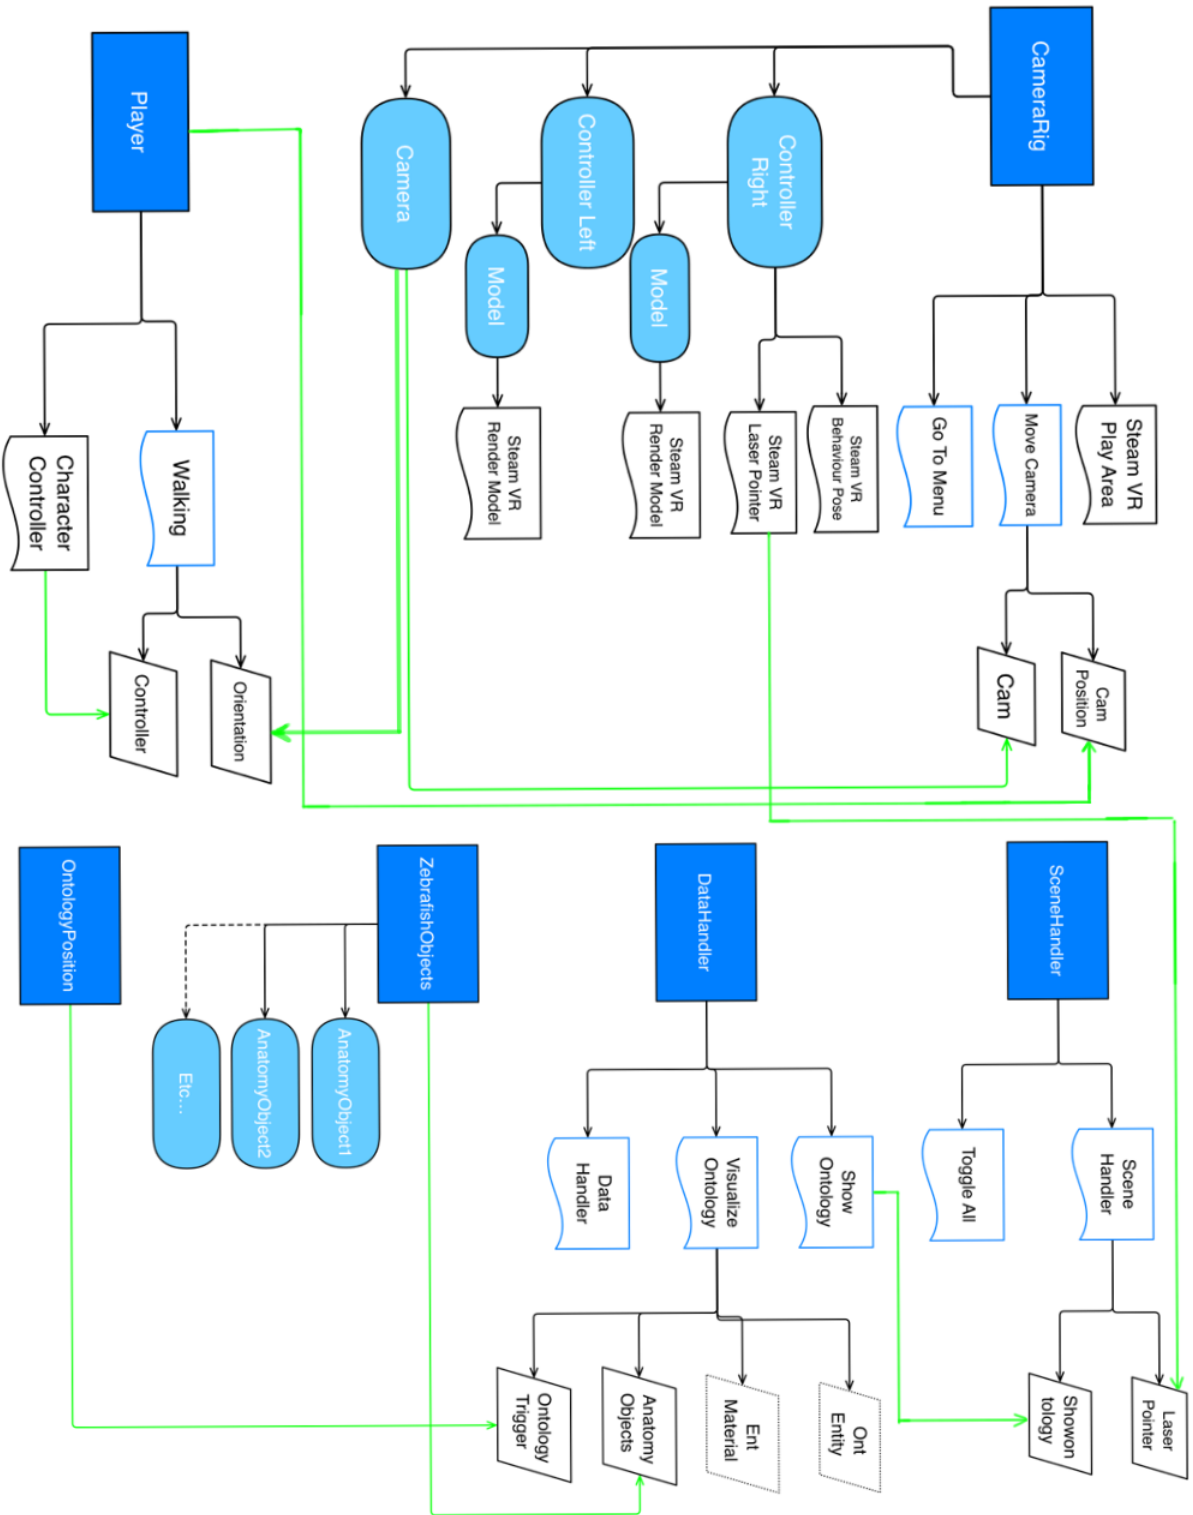 CameraRig
Controller
Right
Controller Left
Camera
Model
Model
Steam VR
Play Area
Move Camera
Go To Menu
Steam VR
Behaviour Pose
Steam VR
Laser Pointer
Steam VR
Render Model
Steam VR
Render Model
Cam
Position
Cam
Player
Walking
Character
Controller
Orientation
Controller
SceneHandler
Scene
Handler
Toggle All
Laser
Pointer
Showon
tology
DataHandler
Show
Ontology
Visualize
Ontology
Data
Handler
Ont
Entity
Ent
Material
Anatomy
Objects
Ontology
Trigger
ZebrafishObjects
AnatomyObject1
AnatomyObject2
Etc...
OntologyPosition